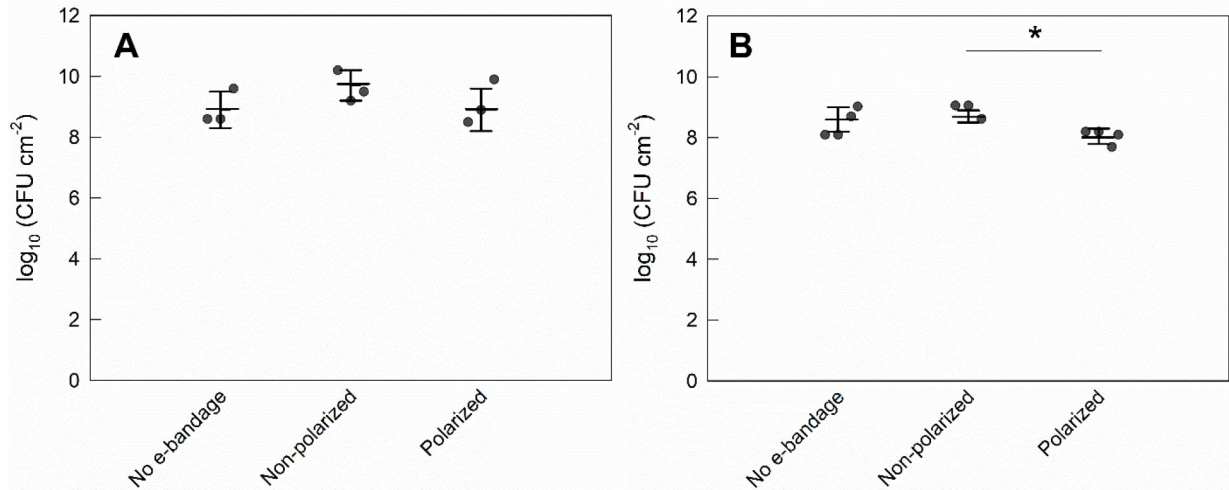 A
log₁₀ (CFU cm⁻²)
12
10
8
6
4
2
0
No e-bandage
Non-polarized
Polarized
B
*
log₁₀ (CFU cm⁻²)
12
10
8
6
4
2
0
No e-bandage
Non-polarized
Polarized